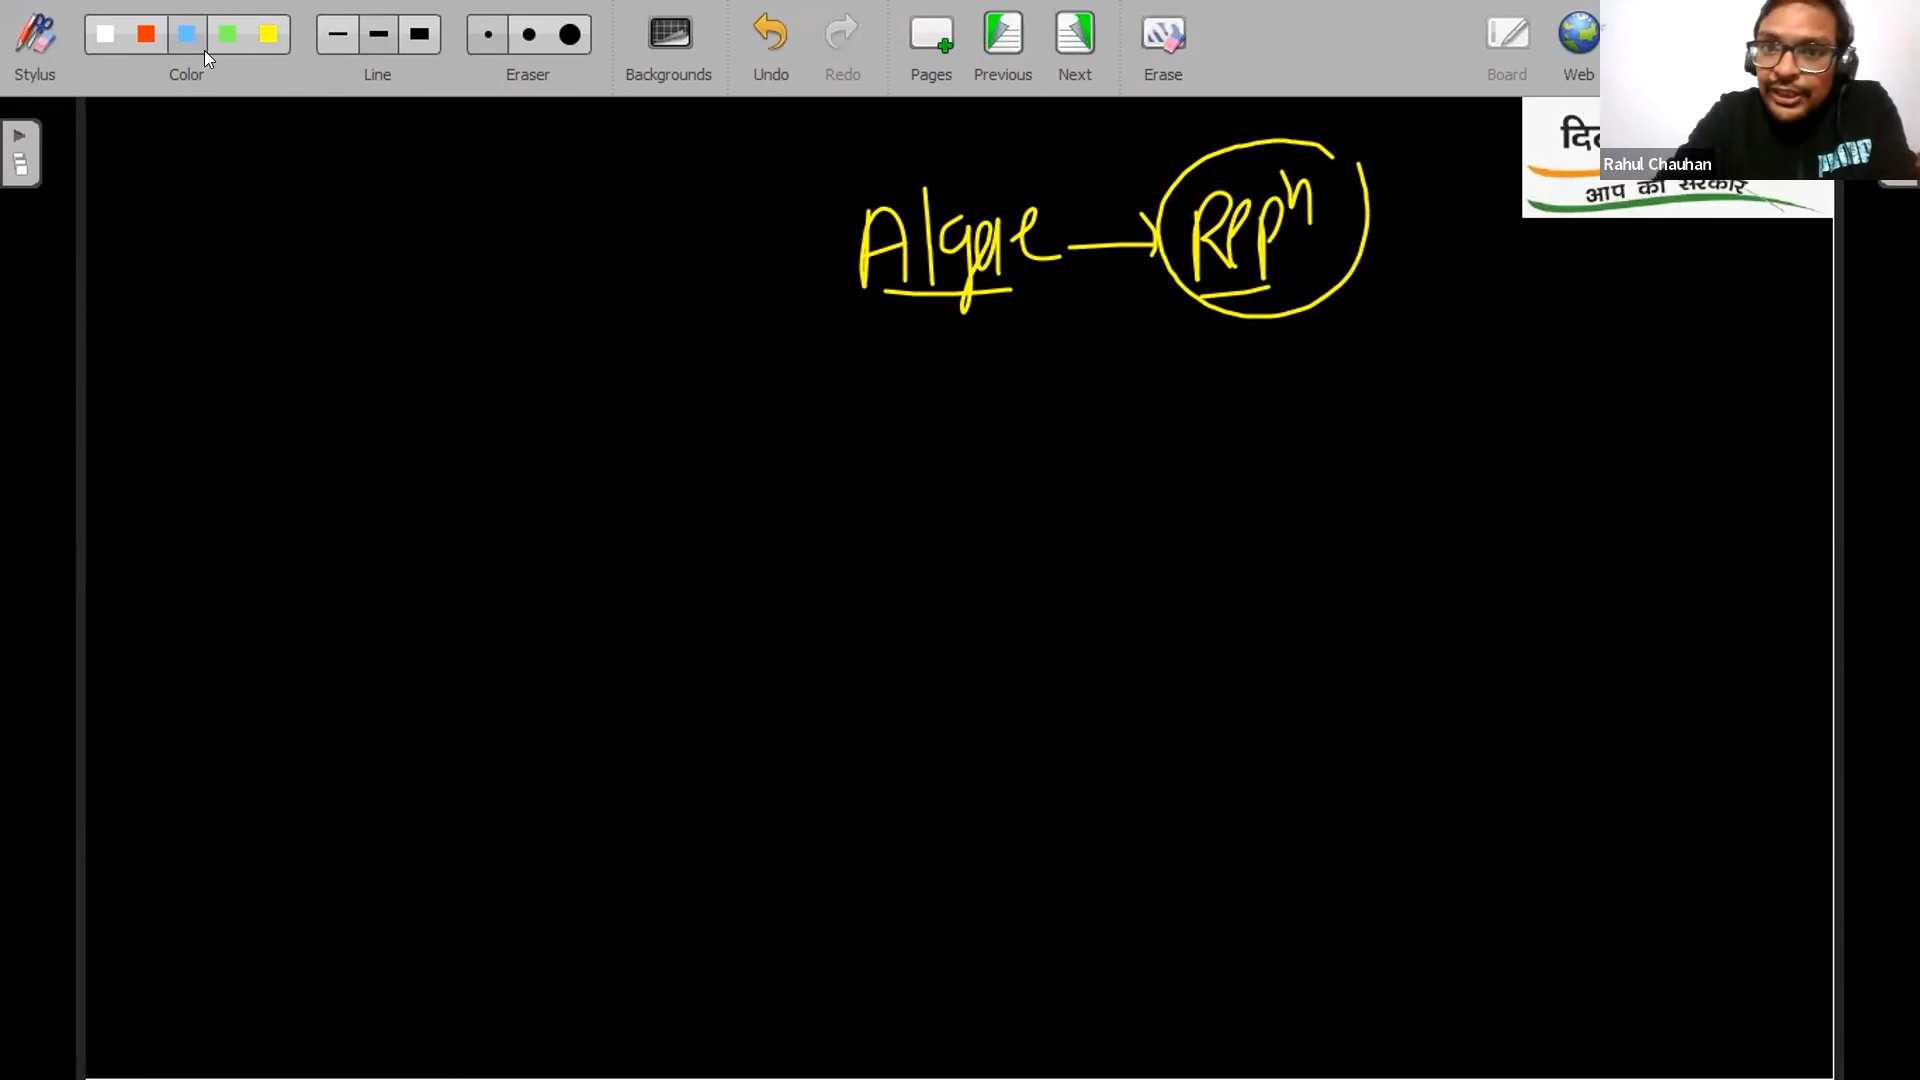 Stylus Color Line Eraser Backgrounds Undo Redo Pages Previous Next Erase Board Web
Rahul Chauhan
आप की सरकार
Algae → Repⁿ